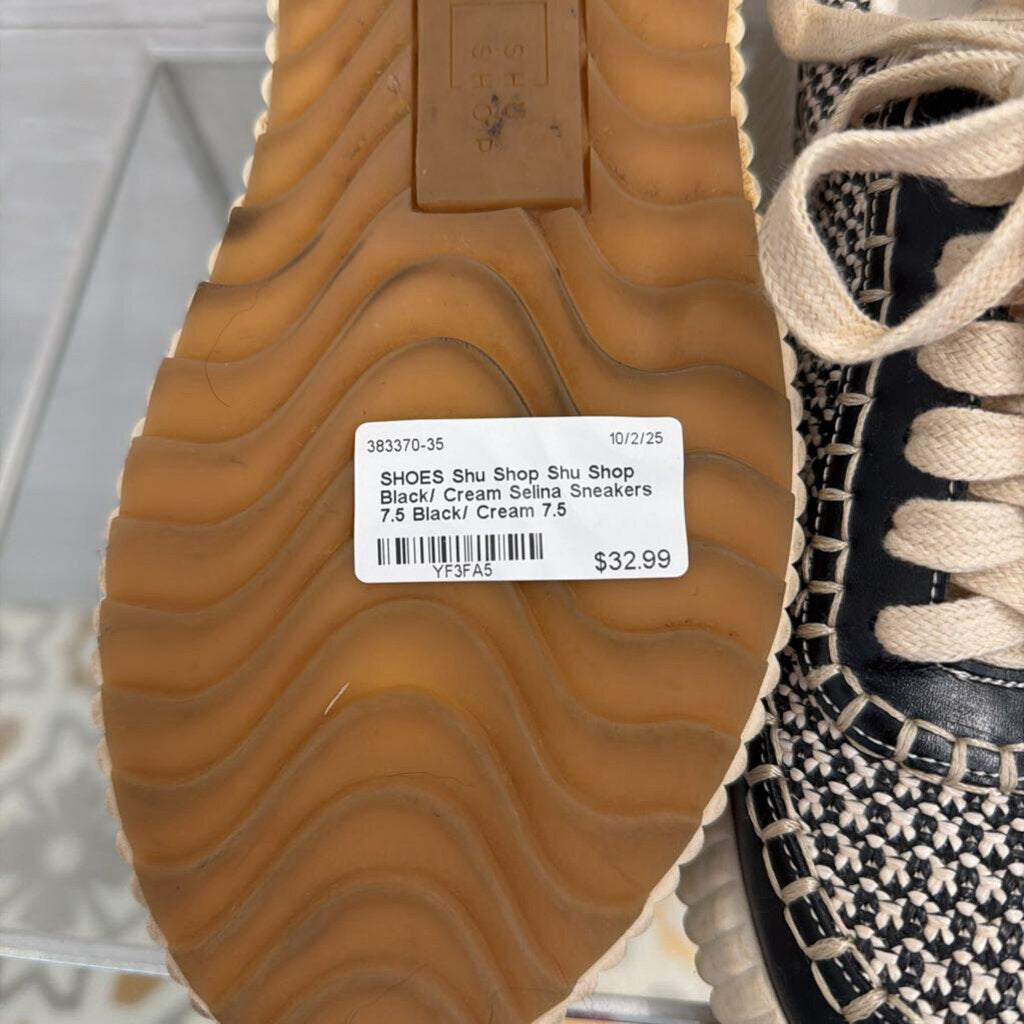 SHU
SHOP
383370-35 10/2/25
SHOES Shu Shop Shu Shop
Black/ Cream Selina Sneakers
7.5 Black/ Cream 7.5
YF3FA5
$32.99